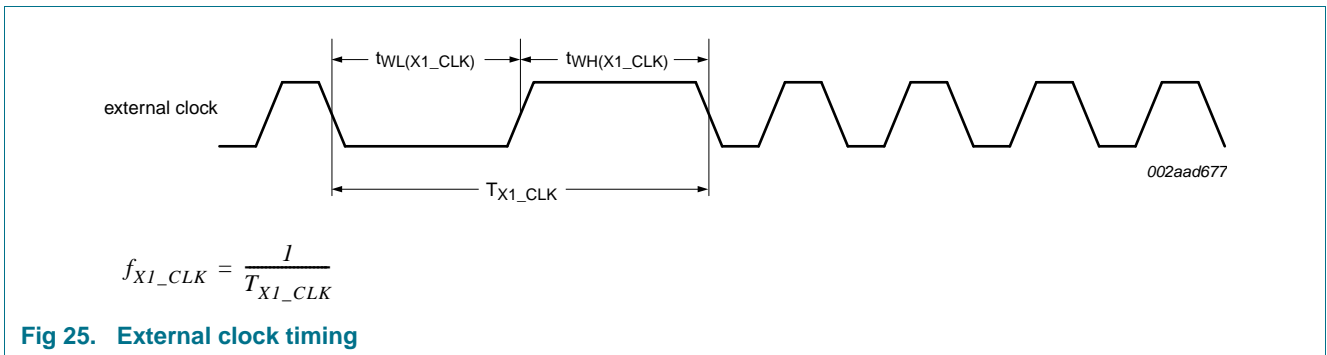 tWL(X1_CLK) tWH(X1_CLK)
external clock
002aad677
TX1_CLK
fX1_CLK = 1 / TX1_CLK
Fig 25. External clock timing